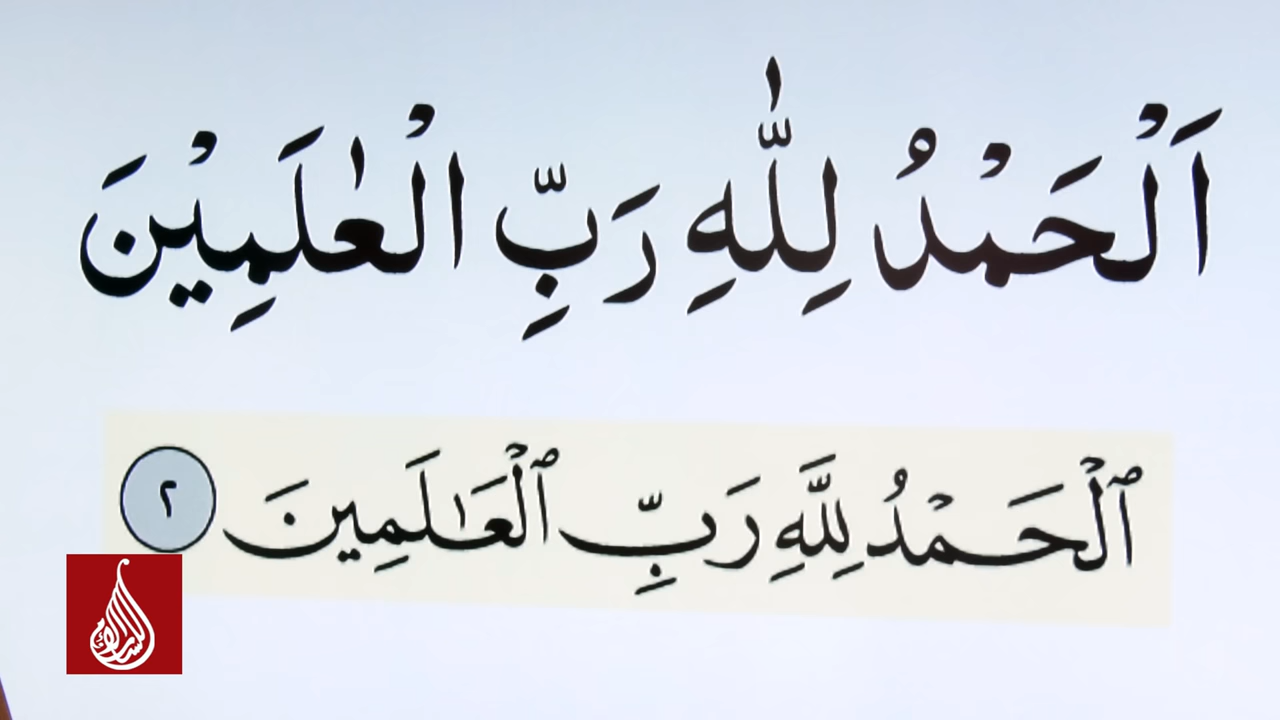 اَلْحَمْدُ لِلّٰهِ رَبِّ الْعٰلَمِيْنَ
ٱلْحَمْدُ لِلَّهِ رَبِّ ٱلْعَـٰلَمِينَ ٢